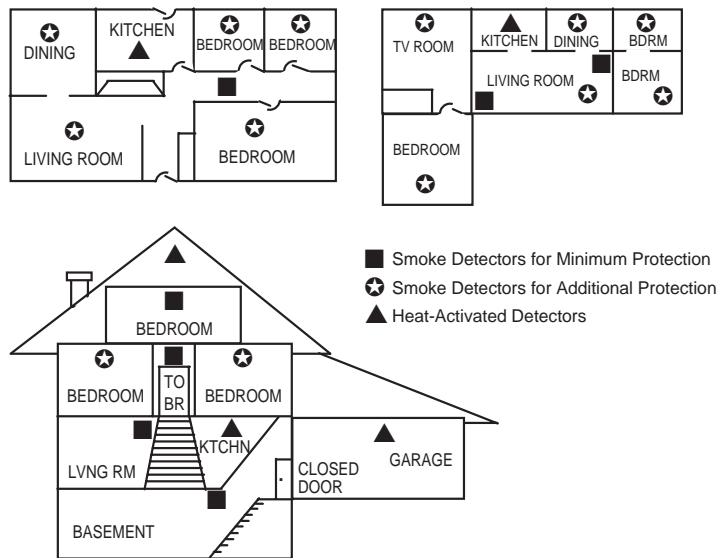 KITCHEN
DINING
BEDROOM
BEDROOM
LIVING ROOM
BEDROOM
TV ROOM
KITCHEN
DINING
BDRM
LIVING ROOM
BDRM
BEDROOM
Smoke Detectors for Minimum Protection
Smoke Detectors for Additional Protection
Heat-Activated Detectors
BEDROOM
BEDROOM
TO
BR
BEDROOM
LVNG RM
KTCHN
CLOSED
DOOR
GARAGE
BASEMENT